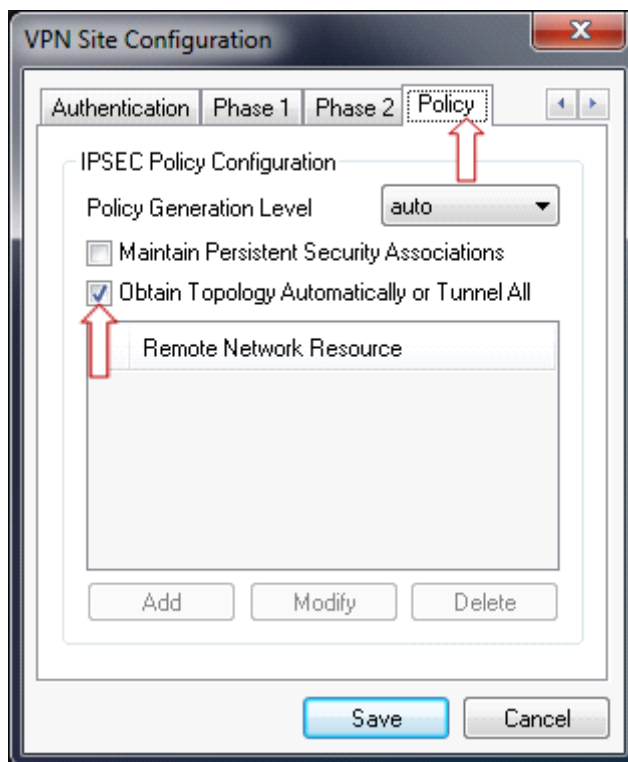 VPN Site Configuration
Authentication Phase 1 Phase 2 Policy
IPSEC Policy Configuration
Policy Generation Level auto
Maintain Persistent Security Associations
Obtain Topology Automatically or Tunnel All
Remote Network Resource
Add Modify Delete
Save Cancel